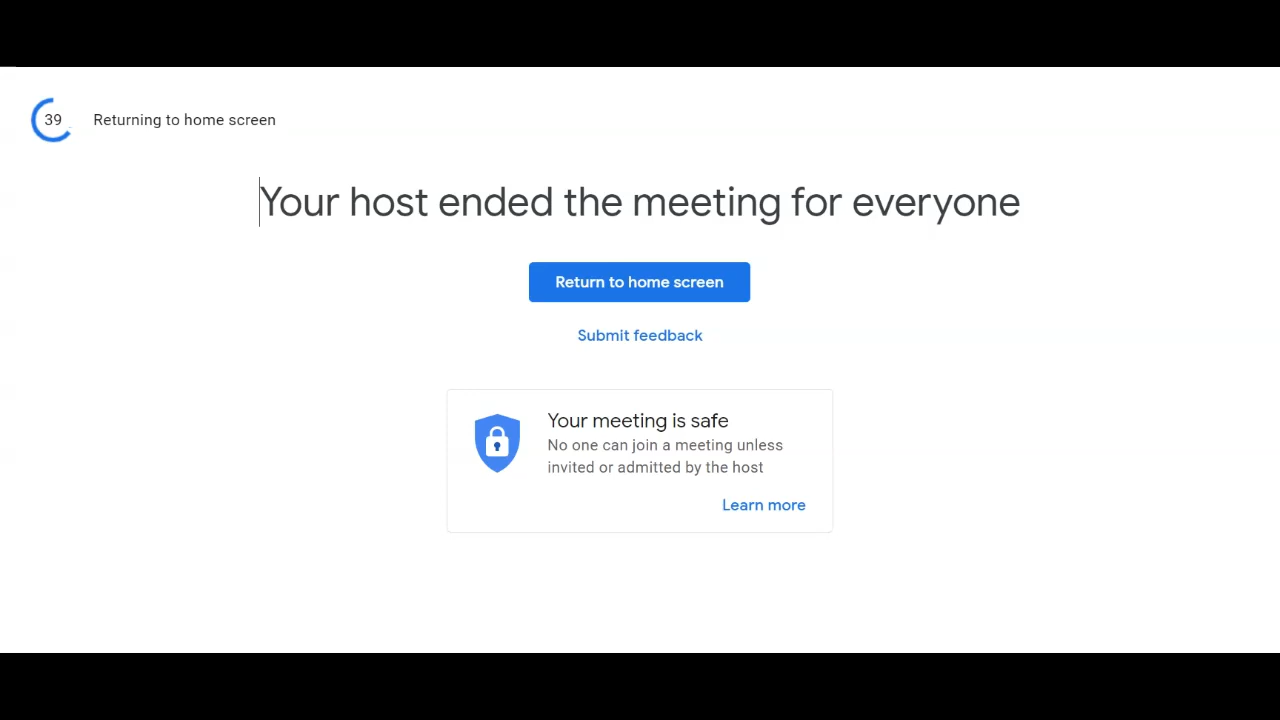 39 Returning to home screen
Your host ended the meeting for everyone
Return to home screen
Submit feedback
Your meeting is safe
No one can join a meeting unless
invited or admitted by the host
Learn more